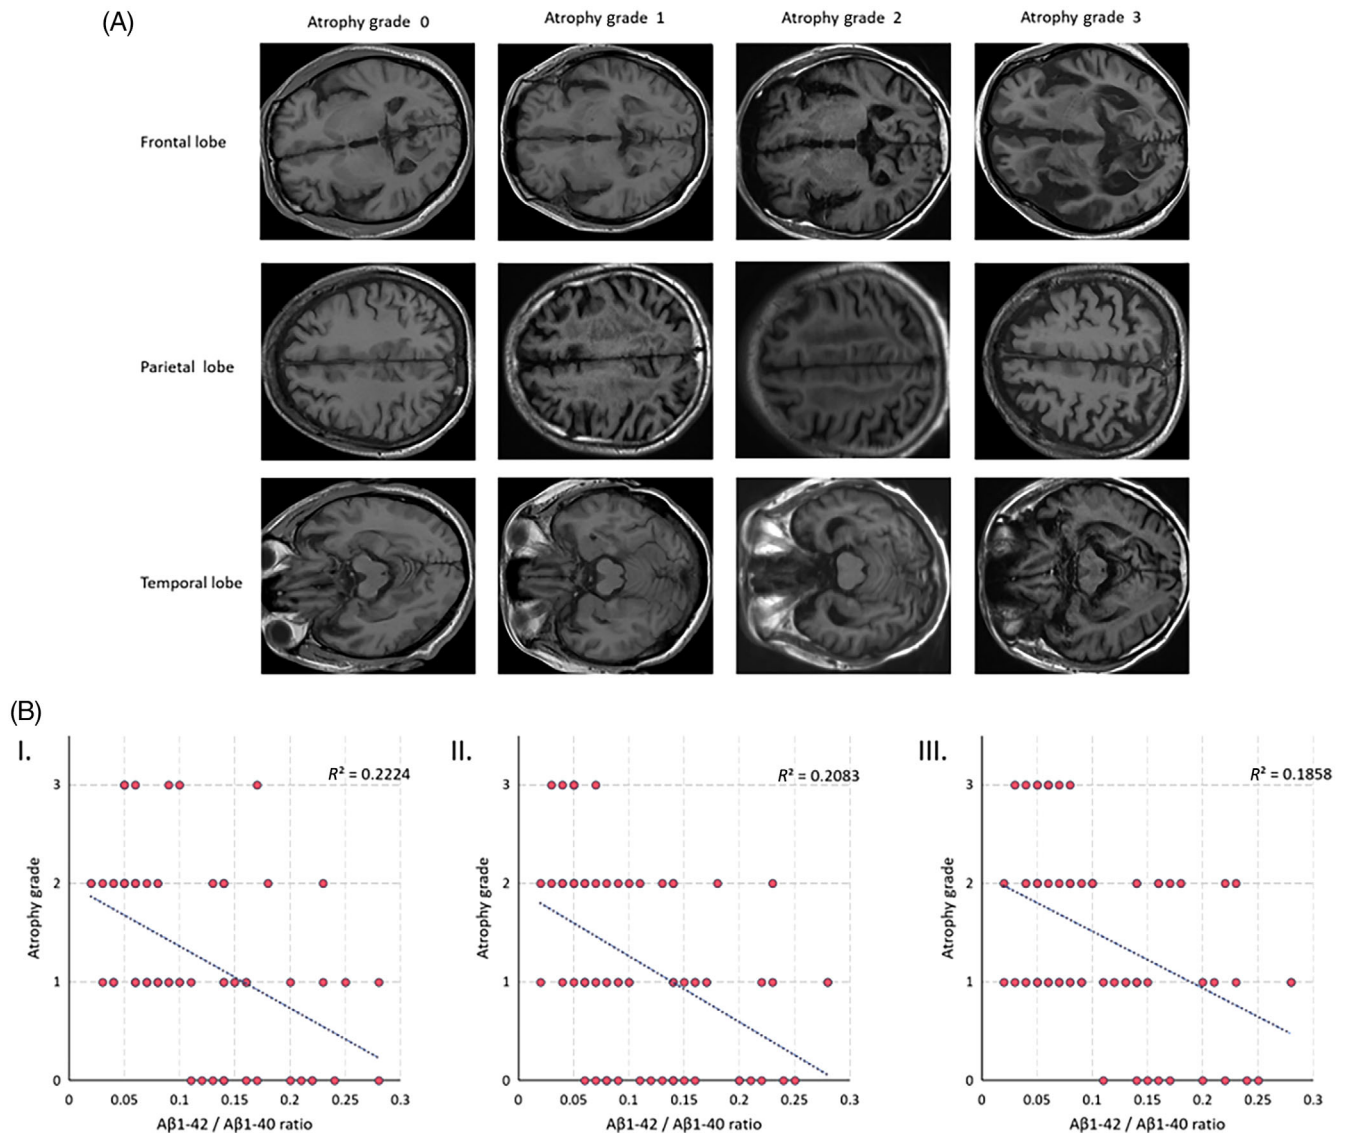 (A)
Atrophy grade 0
Atrophy grade 1
Atrophy grade 2
Atrophy grade 3
Frontal lobe
Parietal lobe
Temporal lobe
(B)
I.
R² = 0.2224
3
2
1
0
Atrophy grade
0 0.05 0.1 0.15 0.2 0.25 0.3
Aβ1-42 / Aβ1-40 ratio
II.
R² = 0.2083
3
2
1
0
Atrophy grade
0 0.05 0.1 0.15 0.2 0.25 0.3
Aβ1-42 / Aβ1-40 ratio
III.
R² = 0.1858
3
2
1
0
Atrophy grade
0 0.05 0.1 0.15 0.2 0.25 0.3
Aβ1-42 / Aβ1-40 ratio